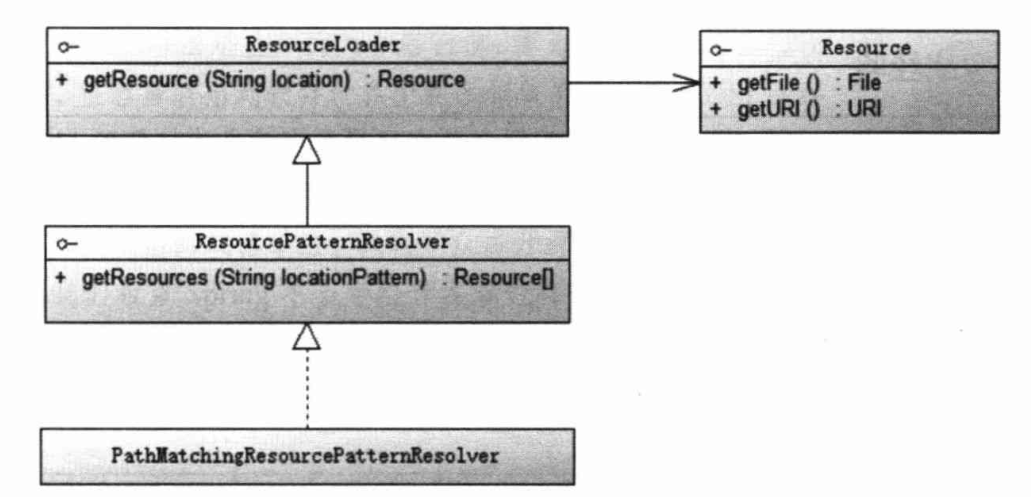 ResourceLoader
+ getResource (String location) : Resource
Resource
+ getFile () : File
+ getURI () : URI
ResourcePatternResolver
+ getResources (String locationPattern) : Resource[]
PathMatchingResourcePatternResolver